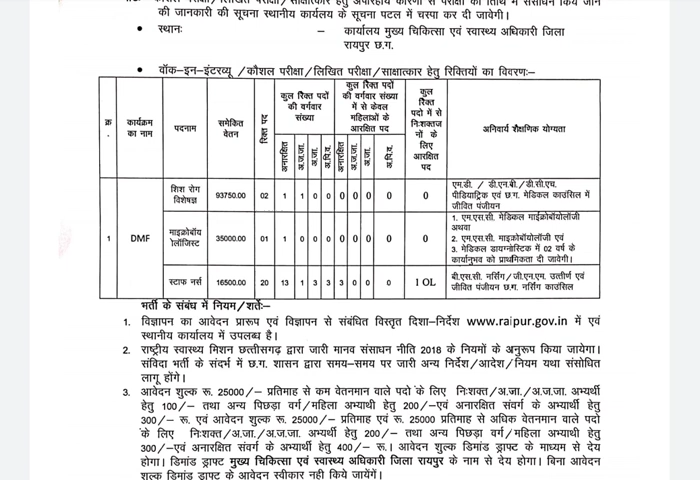 की जानकारी की सूचना स्थानीय कार्यालय के सूचना पटल में चस्पा कर दी जावेगी।
• स्थानः – कार्यालय मुख्य चिकित्सा एवं स्वास्थ्य अधिकारी जिला
रायपुर छ.ग.
• वॉक–इन–इंटरव्यू / कौशल परीक्षा / लिखित परीक्षा / साक्षात्कार हेतु रिक्तियों का विवरणः–
क्र. कार्यक्रम का नाम पदनाम समेकित वेतन रिक्त पद कुल रिक्त पदों की वर्गवार संख्या कुल रिक्त पदों की वर्गवार संख्या में से केवल महिलाओं के आरक्षित पद कुल रिक्त पदो में से निःशक्तजनों के लिए आरक्षित पद अनिवार्य शैक्षणिक योग्यता
अनारक्षित अ.ज.जा. अ.जा. अ.पि.व. अनारक्षित अ.ज.जा. अ.जा. अ.पि.व.
1 DMF
शिश रोग विशेषज्ञ 93750.00 02 1 1 0 0 0 0 0 0 0 एम.डी. / डी.एन.बी. / डी.सी.एच.
पीडियाट्रिक एवं छ.ग. मेडिकल काउंसिल में
जीवित पंजीयन
माइक्रोबॉयोलॉजिस्ट 35000.00 01 1 0 0 0 0 0 0 0 0 1. एम.एस.सी. मेडिकल माईक्रोबॉयोलॉजी
अथवा
2. एम.एस.सी. माइक्रोबॉयोलॉजी एवं
3. मेडिकल डायग्नोस्टिक में 02 वर्ष के
कार्यानुभव को प्राथमिकता दी जावेगी।
स्टाफ नर्स 16500.00 20 13 1 3 3 3 0 0 0 1 OL बी.एस.सी. नर्सिंग / जी.एन.एम. उत्तीर्ण एवं
जीवित पंजीयन छ.ग. नर्सिंग काउंसिल
भर्ती के संबंध में नियम / शर्तेः–
1. विज्ञापन का आवेदन प्रारूप एवं विज्ञापन से संबंधित विस्तृत दिशा–निर्देश www.raipur.gov.in में एवं
स्थानीय कार्यालय में उपलब्ध है।
2. राष्ट्रीय स्वास्थ्य मिशन छत्तीसगढ़ द्वारा जारी मानव संसाधन नीति 2018 के नियमों के अनुरूप किया जायेगा।
संविदा भर्ती के संदर्भ में छ.ग. शासन द्वारा समय–समय पर जारी अन्य निर्देश / आदेश / नियम यथा संसोधित
लागू होंगे।
3. आवेदन शुल्क रू. 25000/– प्रतिमाह से कम वेतनमान वाले पदो के लिए निःशक्त / अ.जा. / अ.ज.जा. अभ्यर्थी
हेतु 100/– तथा अन्य पिछड़ा वर्ग / महिला अभ्याथी हेतु 200/–एवं अनारक्षित संवर्ग के अभ्यार्थी हेतु
300/– रू. एवं आवेदन शुल्क रू. 25000/– प्रतिमाह एवं रू. 25000 प्रतिमाह से अधिक वेतनमान वाले पदो
के लिए निःशक्त / अ.जा. / अ.ज.जा. अभ्यर्थी हेतु 200/– तथा अन्य पिछड़ा वर्ग / महिला अभ्यार्थी हेतु
300/–एवं अनारक्षित संवर्ग के अभ्यार्थी हेतु 400/– रू.। आवेदन शुल्क डिमांड ड्राफ्ट के माध्यम से देय
होगा। डिमांड ड्राफ्ट मुख्य चिकित्सा एवं स्वास्थ्य अधिकारी जिला रायपुर के नाम से देय होगा। बिना आवेदन
शुल्क डिमांड ड्राफ्ट के आवेदन स्वीकार नही किये जायेंगें।